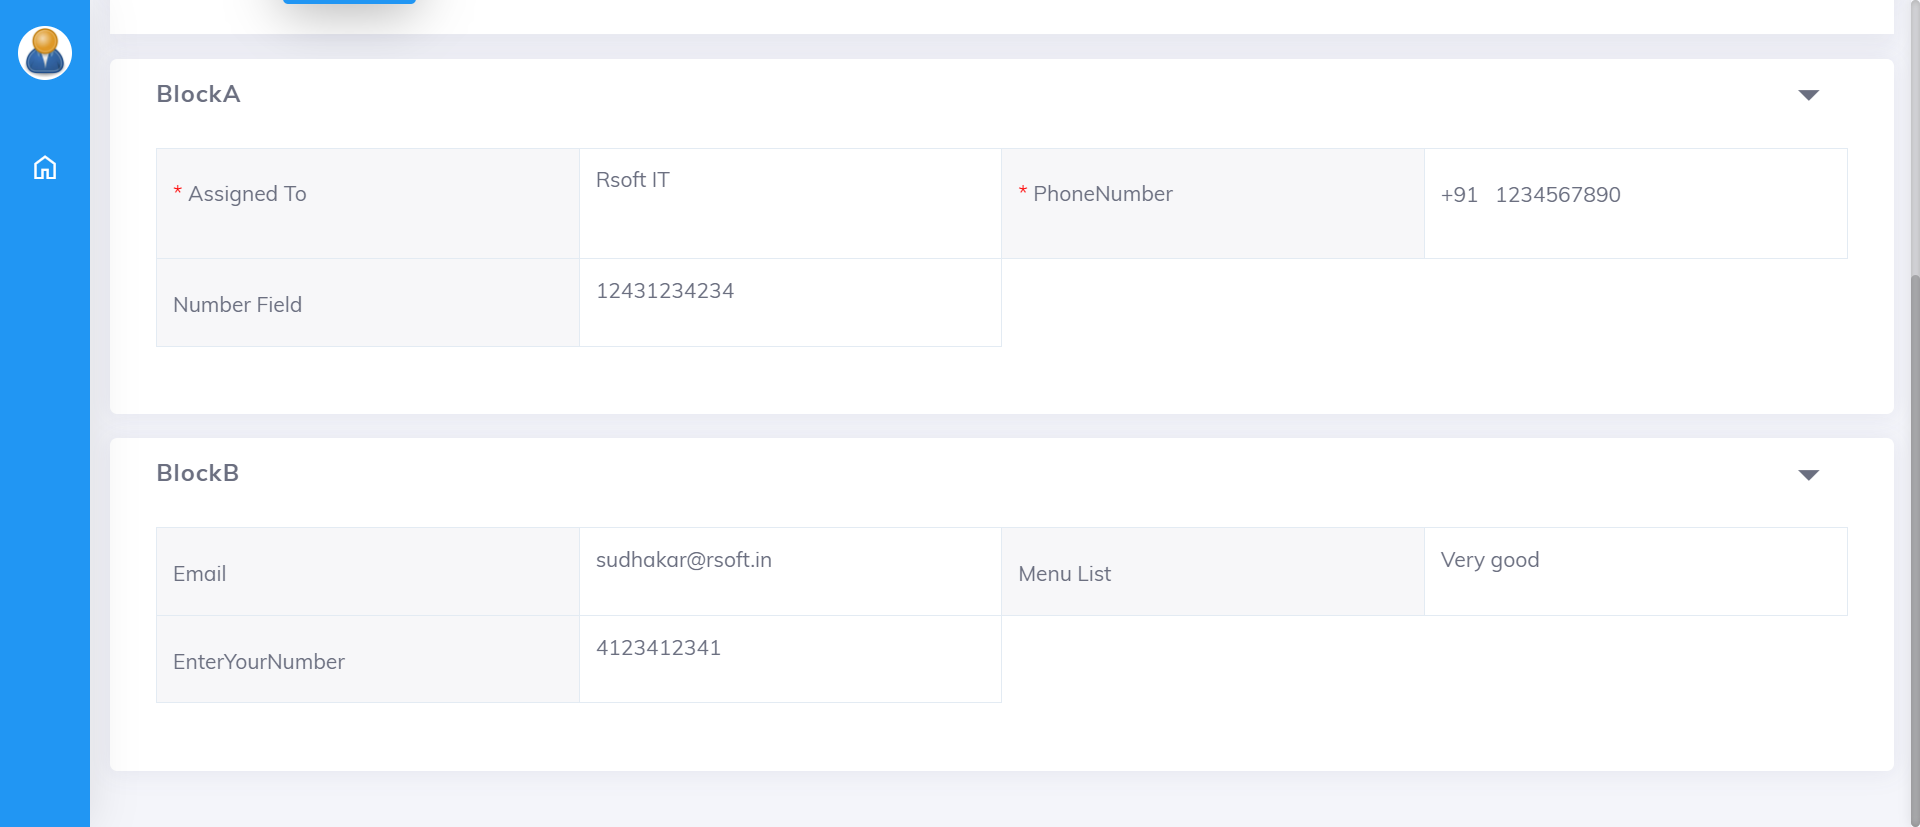 BlockA
* Assigned To
Rsoft IT
* PhoneNumber
+91 1234567890
Number Field
12431234234
BlockB
Email
sudhakar@rsoft.in
Menu List
Very good
EnterYourNumber
4123412341